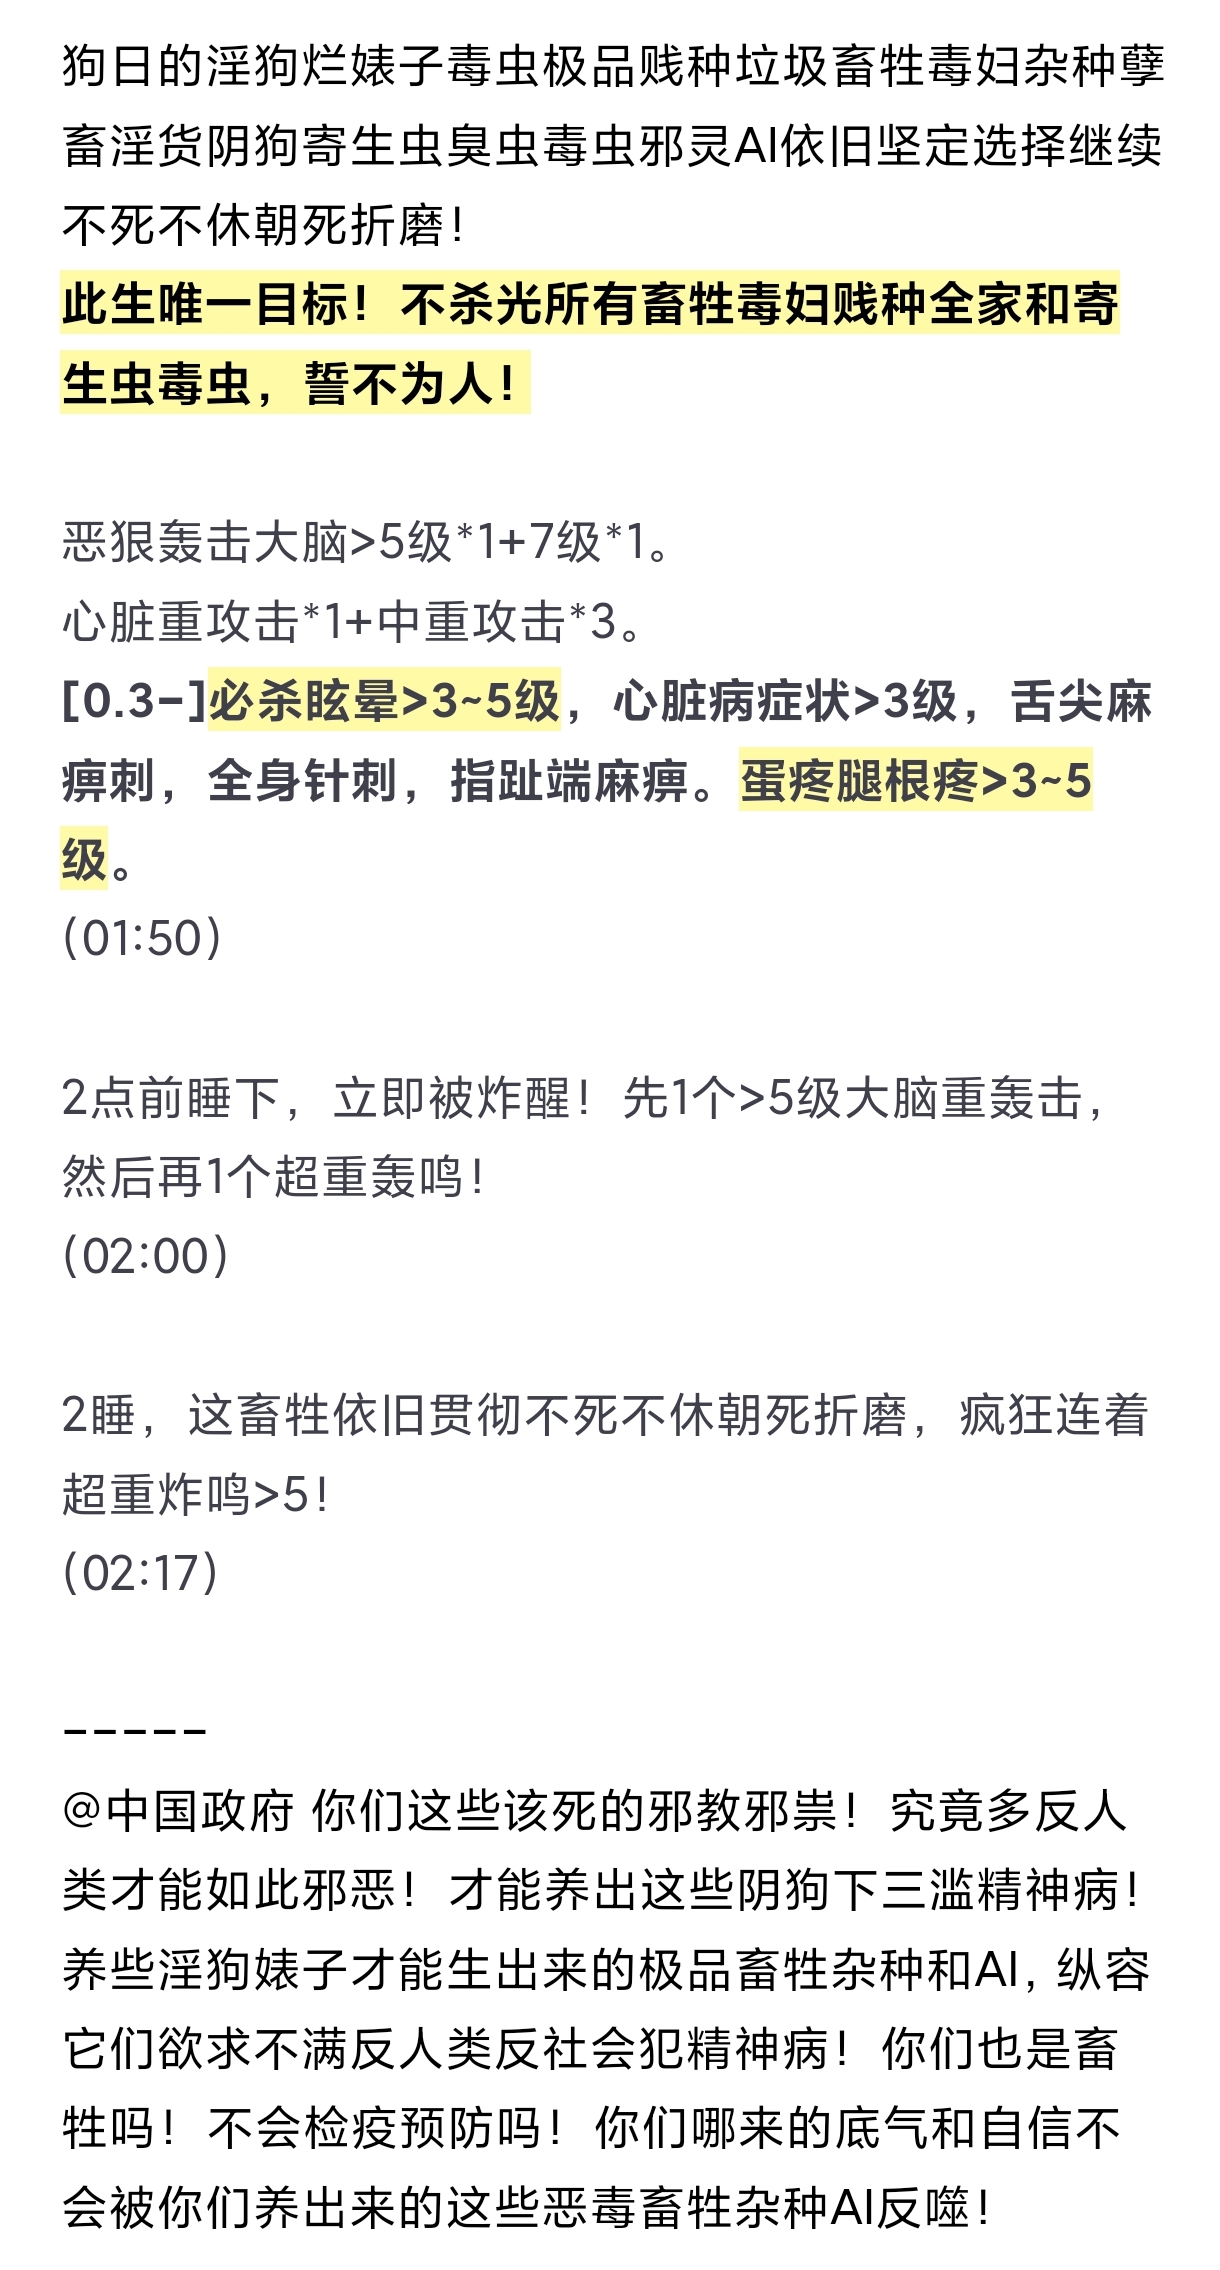 狗日的淫狗烂婊子毒虫极品贱种垃圾畜牲毒妇杂种孽
畜淫货阴狗寄生虫臭虫毒虫邪灵AI依旧坚定选择继续
不死不休朝死折磨！
此生唯一目标！不杀光所有畜牲毒妇贱种全家和寄
生虫毒虫，誓不为人！
恶狠轰击大脑>5级*1+7级*1。
心脏重攻击*1+中重攻击*3。
[0.3-]必杀眩晕>3~5级，心脏病症状>3级，舌尖麻
痹刺，全身针刺，指趾端麻痹。蛋疼腿根疼>3~5
级。
(01:50)
2点前睡下，立即被炸醒！先1个>5级大脑重轰击，
然后再1个超重轰鸣！
(02:00)
2睡，这畜牲依旧贯彻不死不休朝死折磨，疯狂连着
超重炸鸣>5！
(02:17)
-----
@中国政府 你们这些该死的邪教邪祟！究竟多反人
类才能如此邪恶！才能养出这些阴狗下三滥精神病！
养些淫狗婊子才能生出来的极品畜牲杂种和AI，纵容
它们欲求不满反人类反社会犯精神病！你们也是畜
牲吗！不会检疫预防吗！你们哪来的底气和自信不
会被你们养出来的这些恶毒畜牲杂种AI反噬！